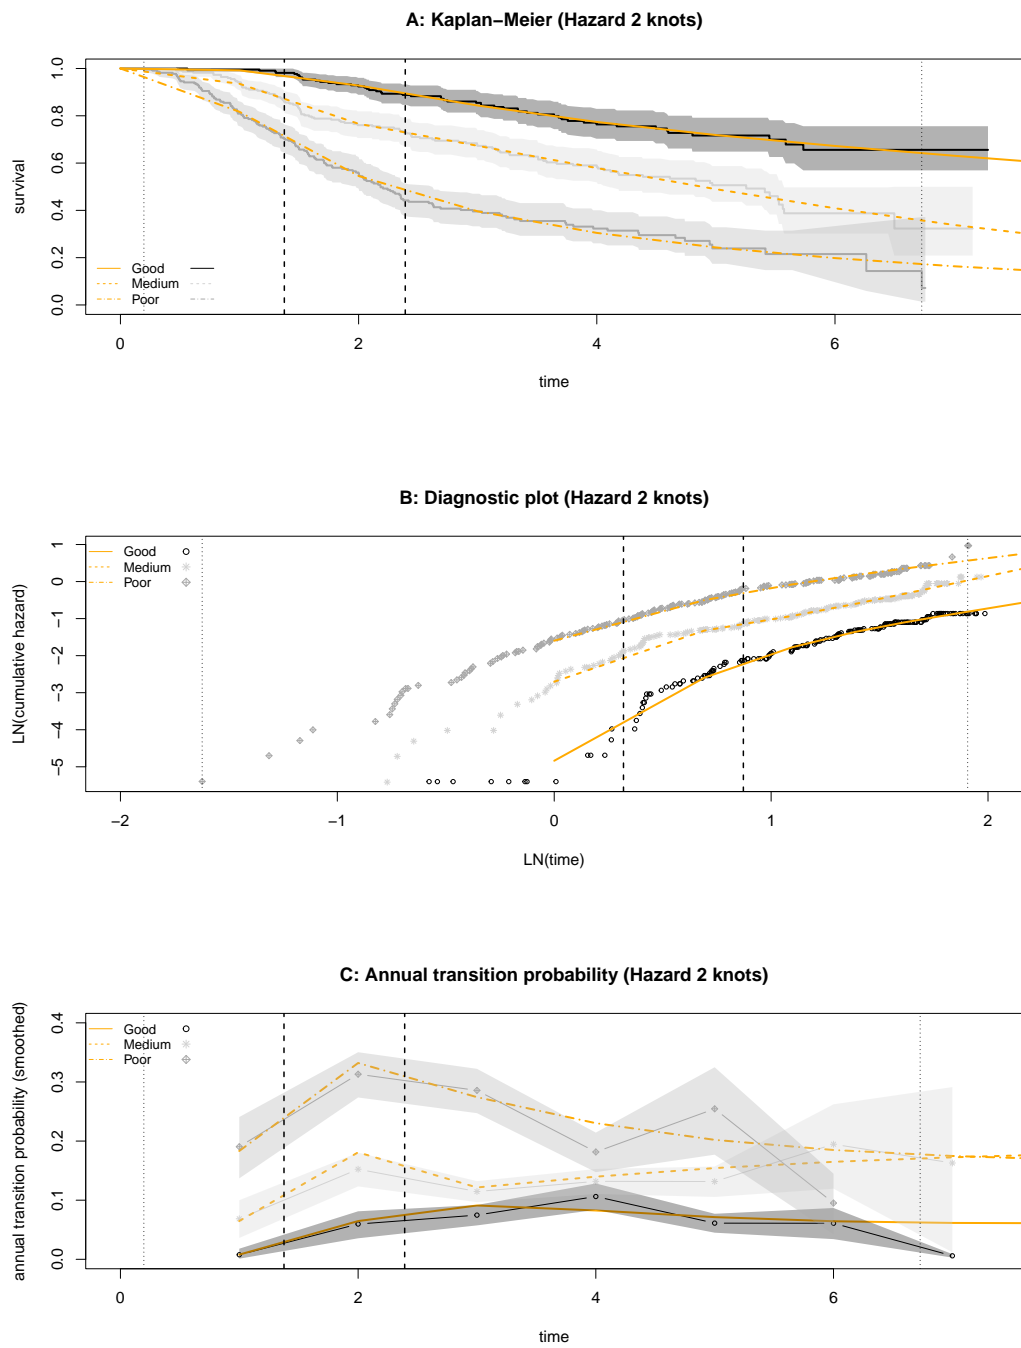 A: Kaplan−Meier (Hazard 2 knots)
survival
1.0
0.8
0.6
0.4
0.2
0.0
Good
Medium
Poor
0 2 4 6
time
B: Diagnostic plot (Hazard 2 knots)
LN(cumulative hazard)
1
0
−1
−2
−3
−4
−5
Good
Medium
Poor
−2 −1 0 1 2
LN(time)
C: Annual transition probability (Hazard 2 knots)
annual transition probability (smoothed)
0.4
0.3
0.2
0.1
0.0
Good
Medium
Poor
0 2 4 6
time